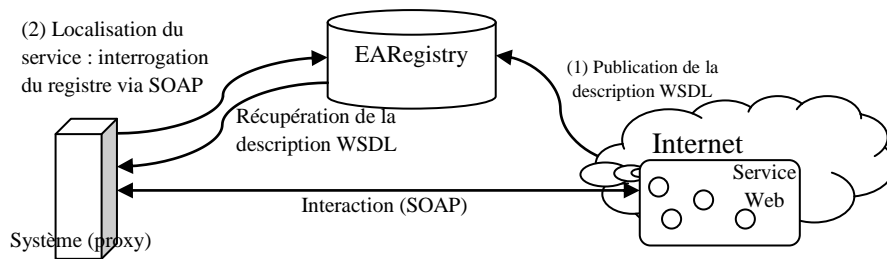 (2) Localisation du
service : interrogation
du registre via SOAP
EARegistry
(1) Publication de la
description WSDL
Récupération de la
description WSDL
Internet
Service
Web
Interaction (SOAP)
Système (proxy)